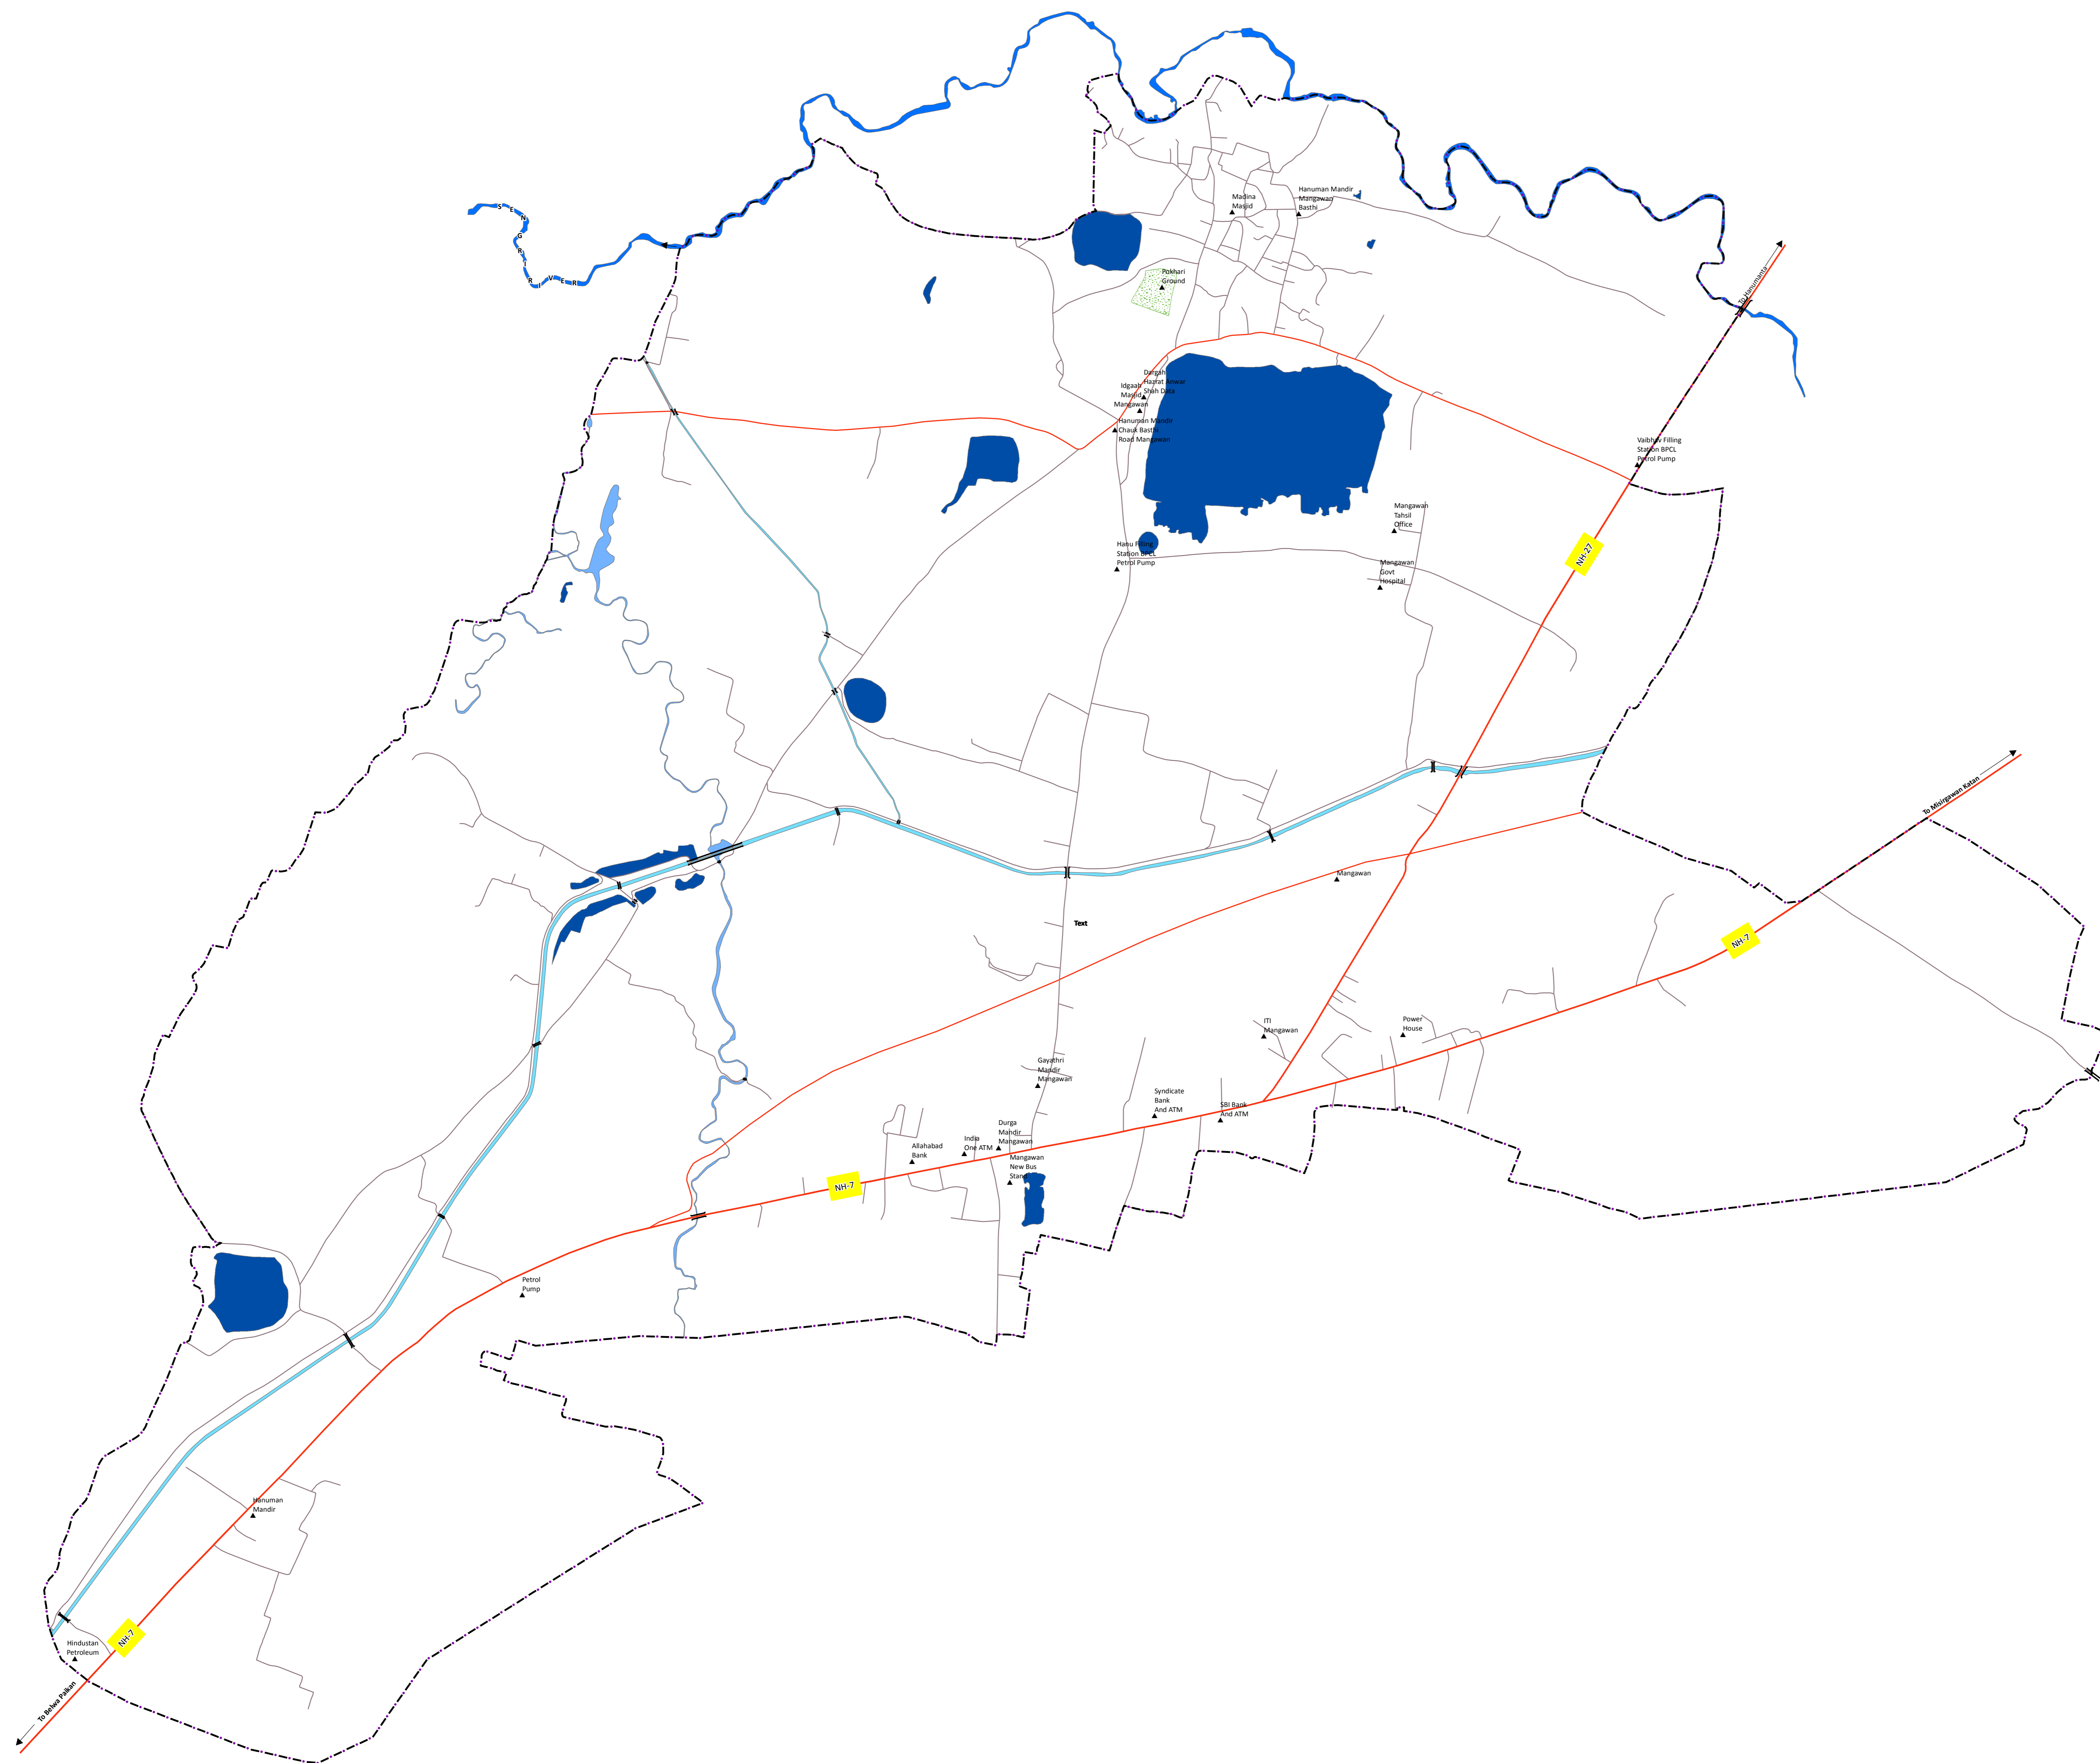 SENGRI RIVER
Madina
Masjid
Hanuman Mandir
Mangawan
Basthi
Pokhari
Ground
To Hanumanta
Dargah
Hazrat Anwar
Shah Data
Idgaah
Masjid
Mangawan
Hanuman Mandir
Chauk Basthi
Road Mangawan
Vaibhav Filling
Station BPCL
Petrol Pump
Mangawan
Tahsil
Office
Hanu Filling
Station BPCL
Petrol Pump
Mangawan
Govt
Hospital
NH-27
To Misirgawan Katan
Mangawan
Text
NH-7
ITI
Mangawan
Power
House
Gayathri
Mandir
Mangawan
Syndicate
Bank
And ATM
SBI Bank
And ATM
Durga
Mandir
Mangawan
India
One ATM
Allahabad
Bank
Mangawan
New Bus
Stand
NH-7
Petrol
Pump
Hanuman
Mandir
NH-7
Hindustan
Petroleum
To Belwa Paikan